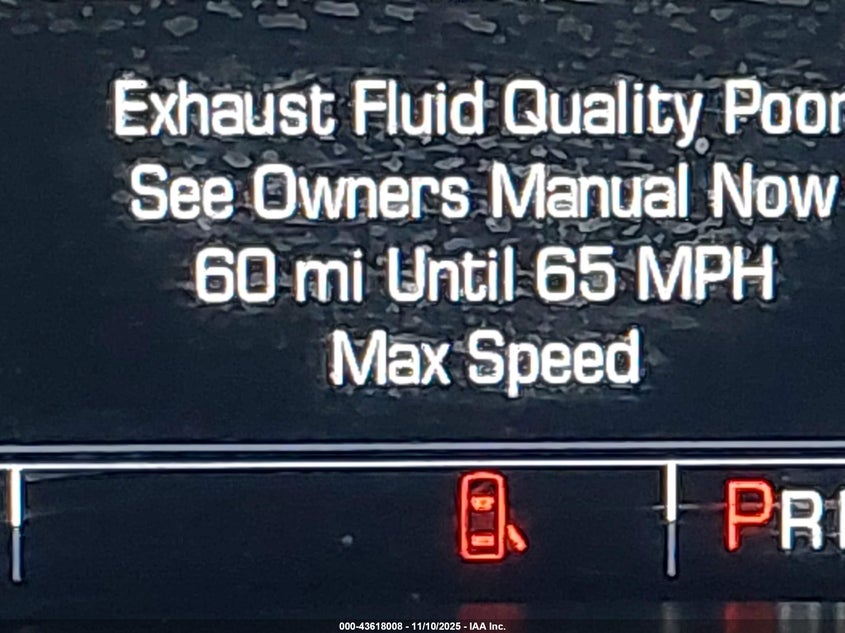 Exhaust Fluid Quality Poor
See Owners Manual Now
60 mi Until 65 MPH
Max Speed
PR
000-43618008 - 11/10/2025 - IAA Inc.